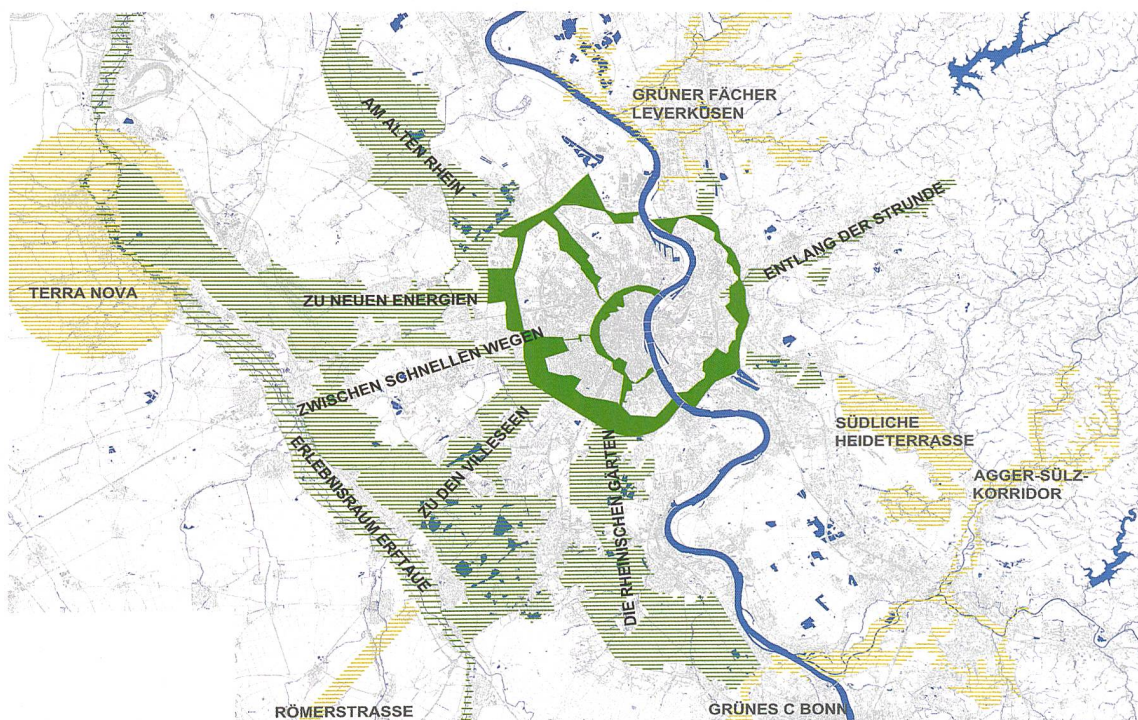 GRÜNER FÄCHER
LEVERKÜSEN
AM ALTEN RHEIN
ENTLANG DER STRUNDE
TERRA NOVA
ZU NEUEN ENERGIEN
ZWISCHEN SCHNELLEN WEGEN
SÜDLICHE
HEIDETERRASSE
ZU DEN VILLESEEN
ERLEBNISRAUM ERFTAUE
DIE RHEINISCHEN GÄRTEN
AGGER-SÜLZ-
KORRIDOR
RÖMERSTRASSE
GRÜNES C BONN